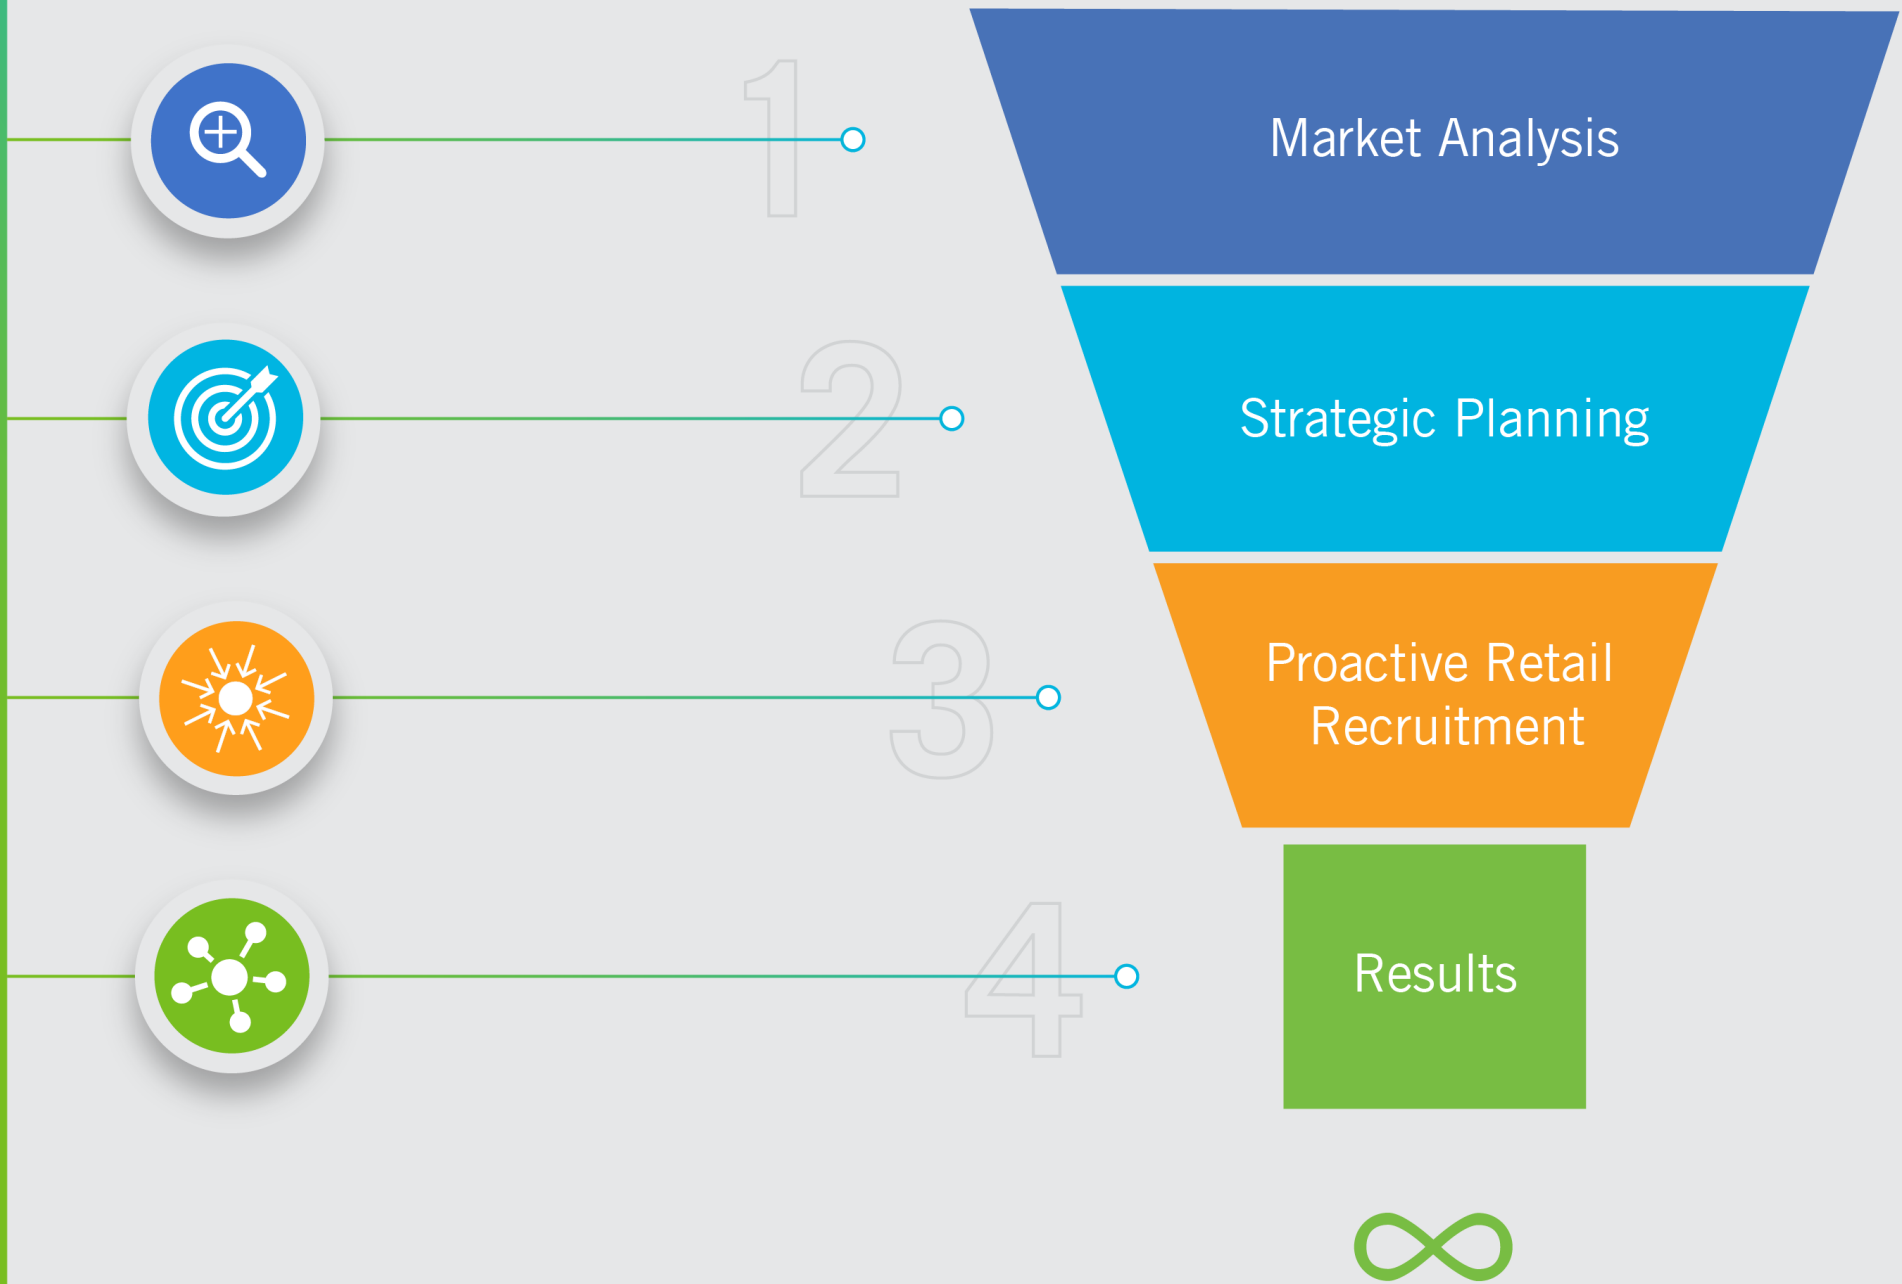 1
Market Analysis
2
Strategic Planning
3
Proactive Retail
Recruitment
4
Results